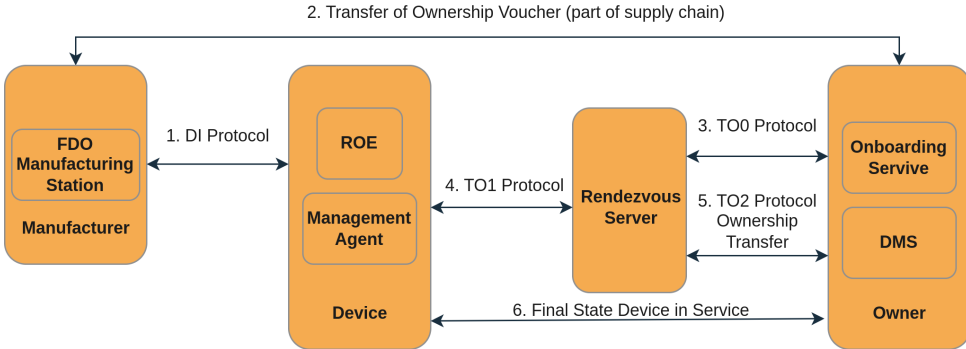 2. Transfer of Ownership Voucher (part of supply chain)
FDO
Manufacturing
Station
Manufacturer
1. DI Protocol
ROE
Management
Agent
Device
4. TO1 Protocol
Rendezvous
Server
3. TO0 Protocol
5. TO2 Protocol
Ownership
Transfer
6. Final State Device in Service
Onboarding
Servive
DMS
Owner